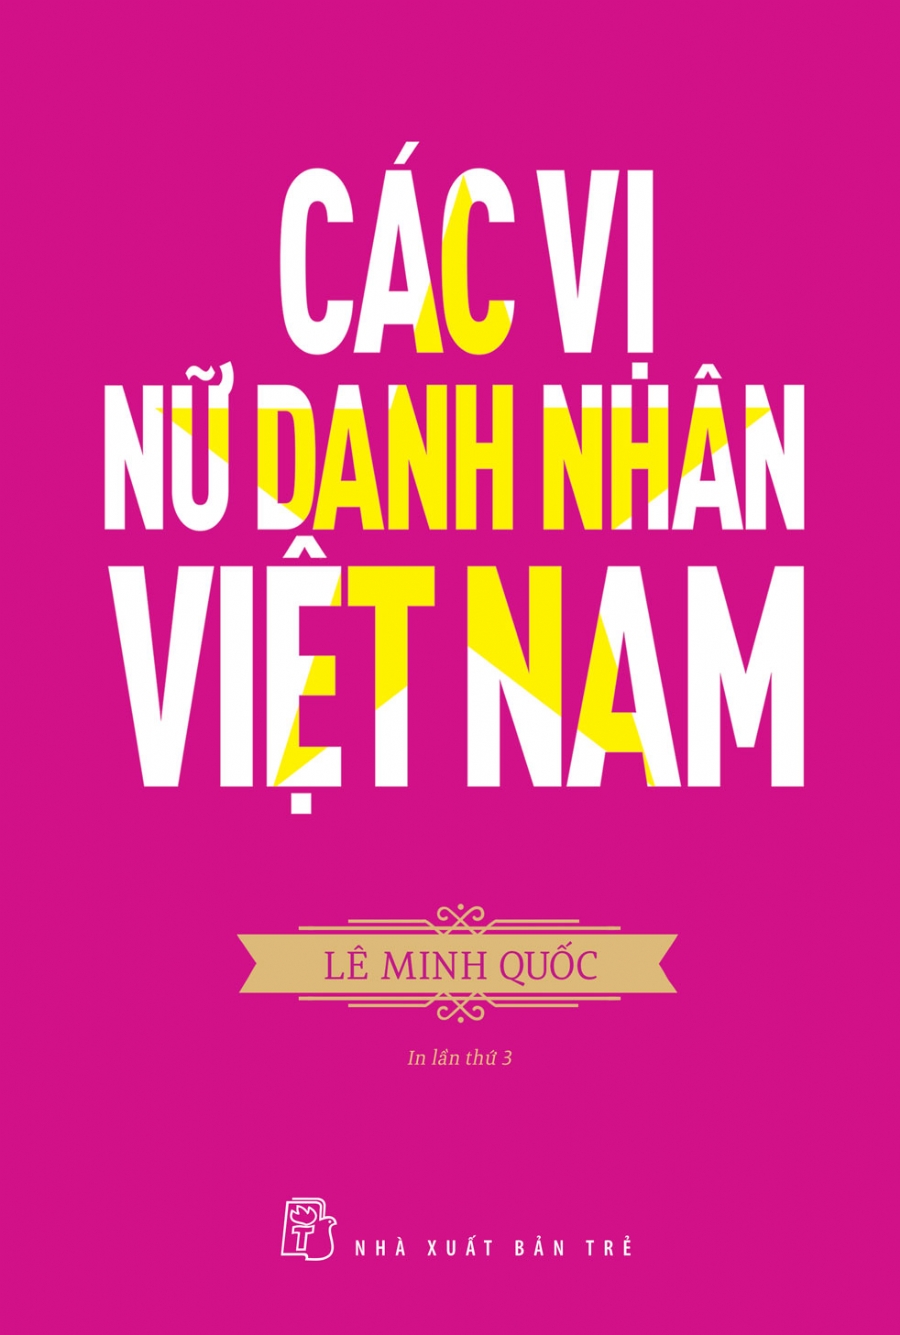 CÁC VỊ
NỮ DANH NHÂN
VIỆT NAM
LÊ MINH QUỐC
In lần thứ 3
T
NHÀ XUẤT BẢN TRẺ